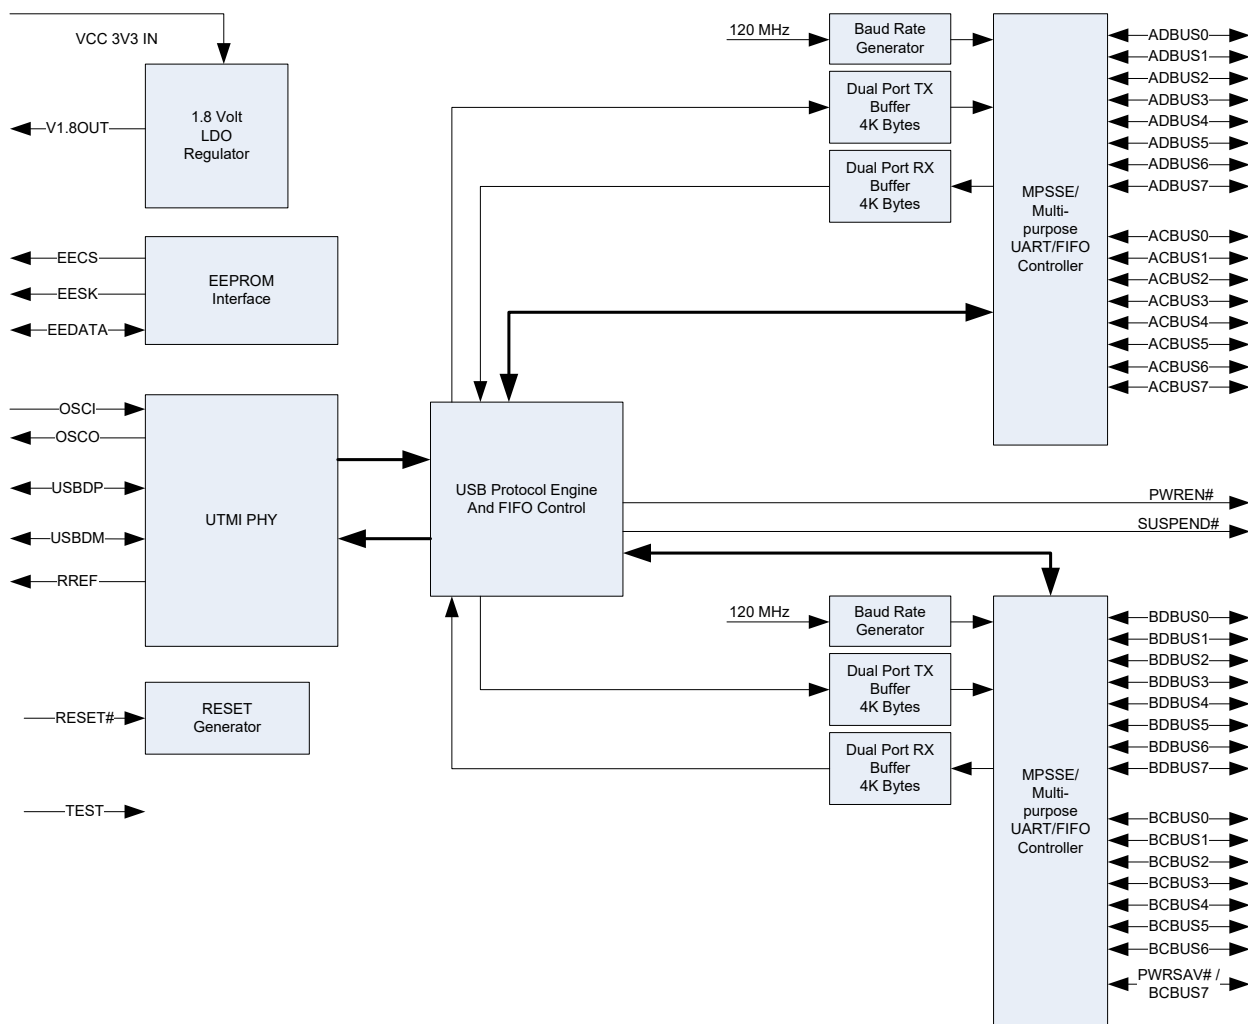 VCC 3V3 IN
1.8 Volt
LDO
Regulator
V1.8OUT
EEPROM
Interface
EECS
EESK
EEDATA
OSCI
OSCO
USBDP
USBDM
RREF
UTMI PHY
RESET#
RESET
Generator
TEST
USB Protocol Engine
And FIFO Control
120 MHz
Baud Rate
Generator
Dual Port TX
Buffer
4K Bytes
Dual Port RX
Buffer
4K Bytes
MPSSE/
Multi-
purpose
UART/FIFO
Controller
ADBUS0
ADBUS1
ADBUS2
ADBUS3
ADBUS4
ADBUS5
ADBUS6
ADBUS7
ACBUS0
ACBUS1
ACBUS2
ACBUS3
ACBUS4
ACBUS5
ACBUS6
ACBUS7
PWREN#
SUSPEND#
120 MHz
Baud Rate
Generator
Dual Port TX
Buffer
4K Bytes
Dual Port RX
Buffer
4K Bytes
MPSSE/
Multi-
purpose
UART/FIFO
Controller
BDBUS0
BDBUS1
BDBUS2
BDBUS3
BDBUS4
BDBUS5
BDBUS6
BDBUS7
BCBUS0
BCBUS1
BCBUS2
BCBUS3
BCBUS4
BCBUS5
BCBUS6
PWRSAV# /
BCBUS7